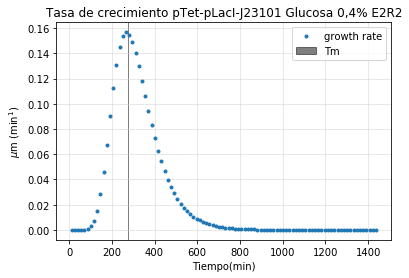 Tasa de crecimiento pTet-pLacI-J23101 Glucosa 0,4% E2R2
growth rate
Tm
μm (min¹)
0.16
0.14
0.12
0.10
0.08
0.06
0.04
0.02
0.00
0 200 400 600 800 1000 1200 1400
Tiempo(min)